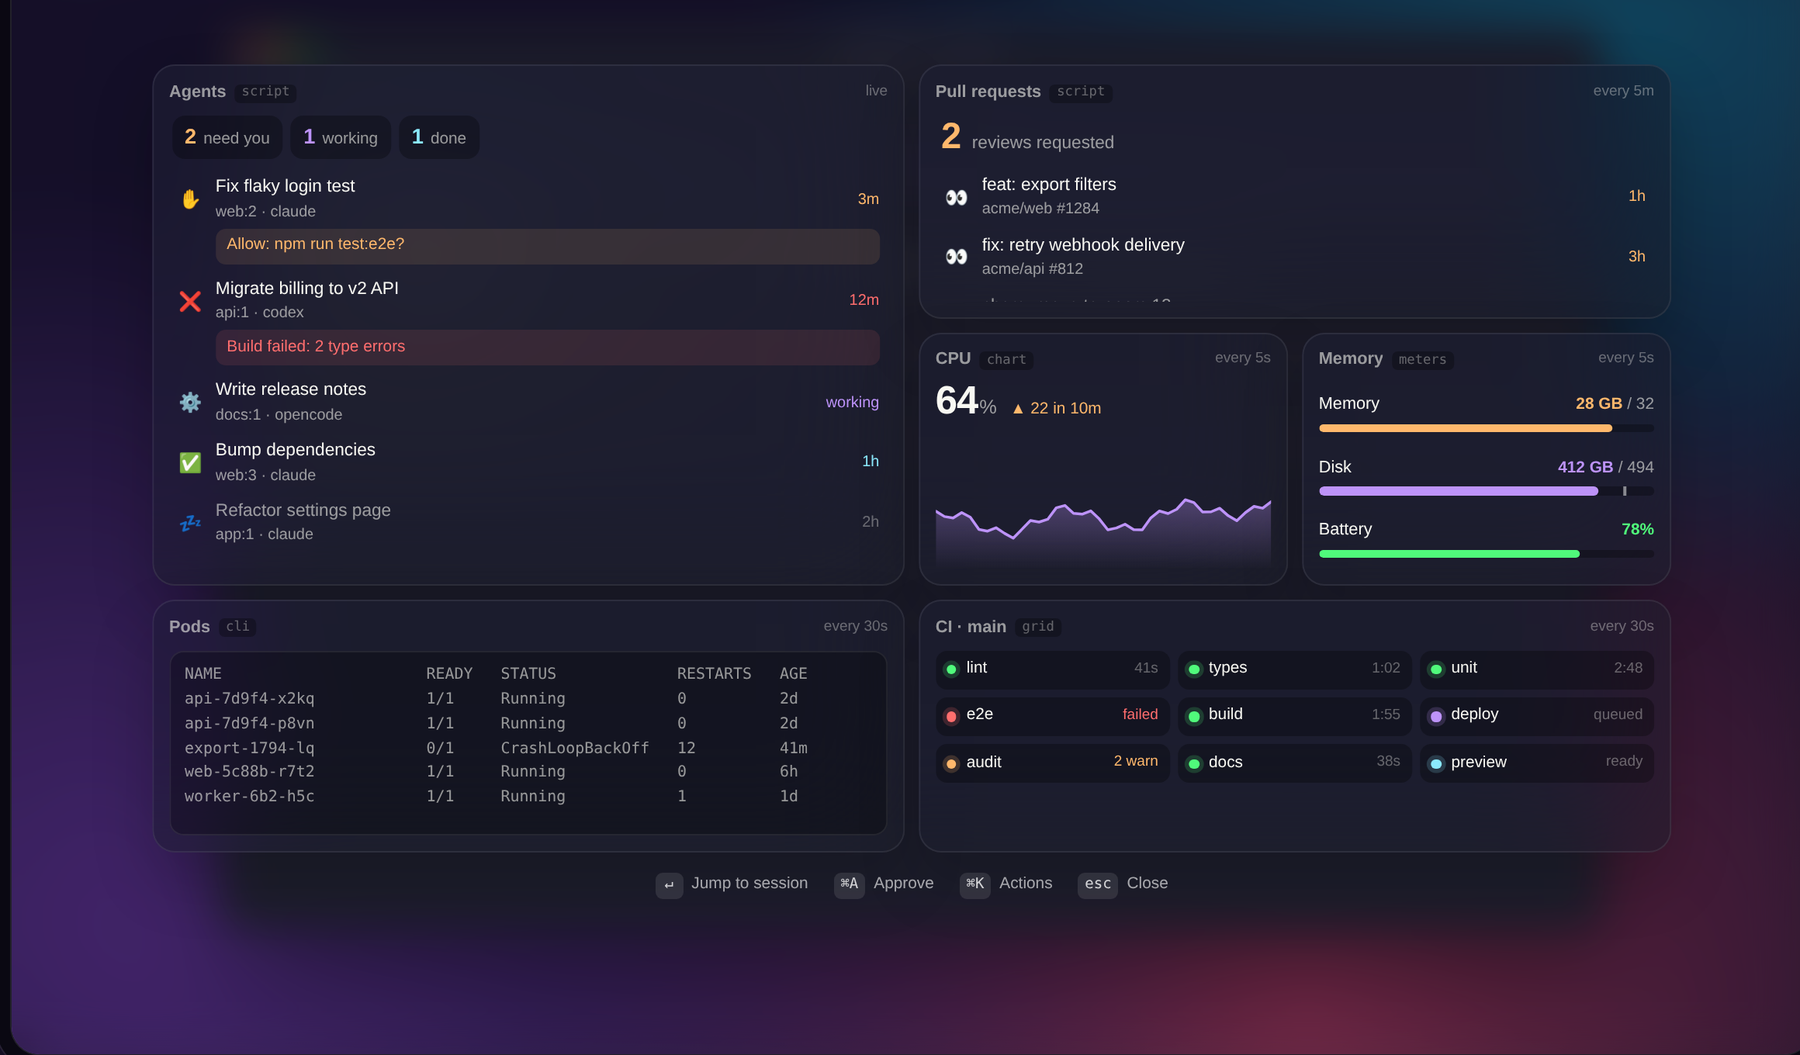 Agents script live
2 need you 1 working 1 done
Fix flaky login test
web:2 · claude
3m
Allow: npm run test:e2e?
Migrate billing to v2 API
api:1 · codex
12m
Build failed: 2 type errors
Write release notes
docs:1 · opencode
working
Bump dependencies
web:3 · claude
1h
Refactor settings page
app:1 · claude
2h
Pull requests script every 5m
2 reviews requested
feat: export filters
acme/web #1284
1h
fix: retry webhook delivery
acme/api #812
3h
CPU chart every 5s
64% ▲ 22 in 10m
Memory meters every 5s
Memory 28 GB / 32
Disk 412 GB / 494
Battery 78%
Pods cli every 30s
NAME READY STATUS RESTARTS AGE
api-7d9f4-x2kq 1/1 Running 0 2d
api-7d9f4-p8vn 1/1 Running 0 2d
export-1794-lq 0/1 CrashLoopBackOff 12 41m
web-5c88b-r7t2 1/1 Running 0 6h
worker-6b2-h5c 1/1 Running 1 1d
CI · main grid every 30s
lint 41s types 1:02 unit 2:48
e2e failed build 1:55 deploy queued
audit 2 warn docs 38s preview ready
↵ Jump to session ⌘A Approve ⌘K Actions esc Close